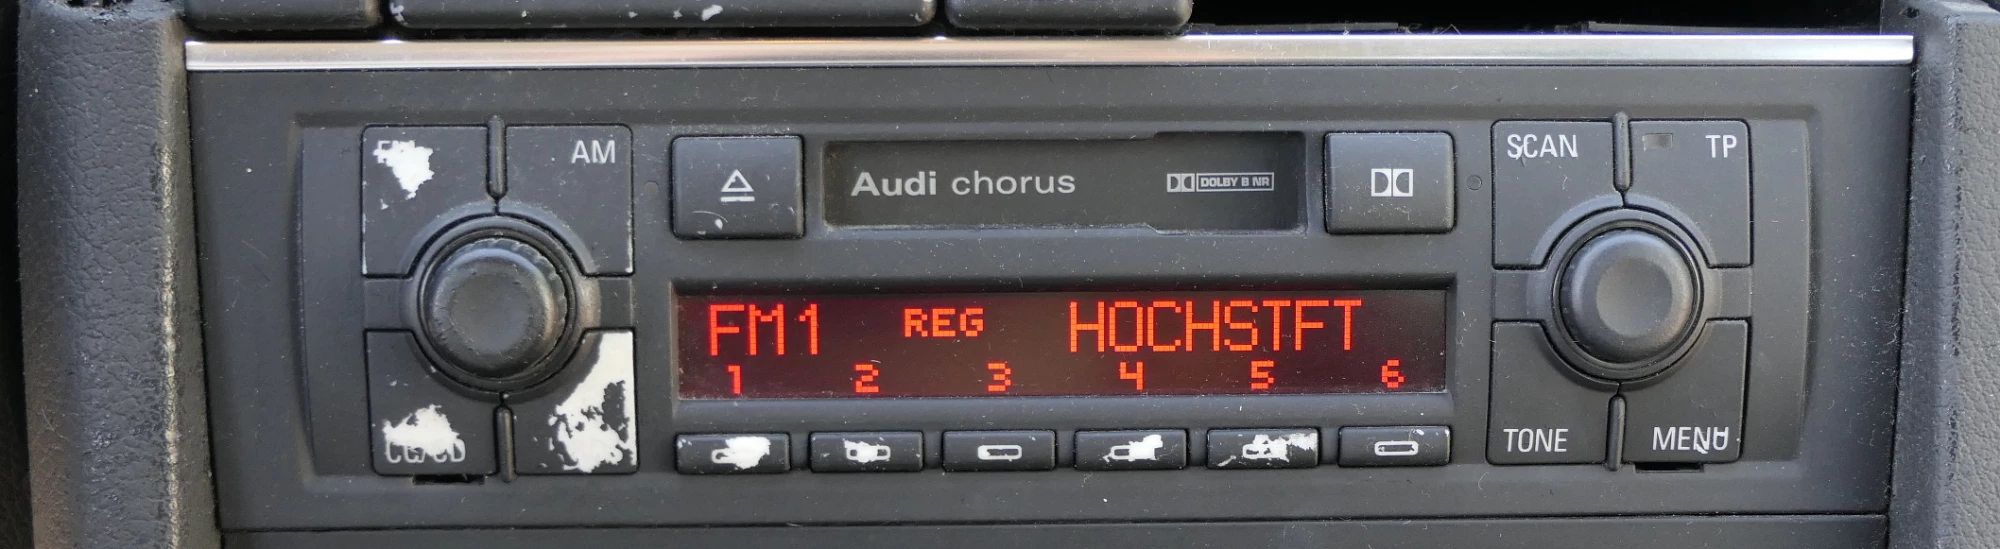 AM
Audi chorus
DOLBY B NR
SCAN
TP
FM1 REG HOCHSTFT
1 2 3 4 5 6
TONE
MENU